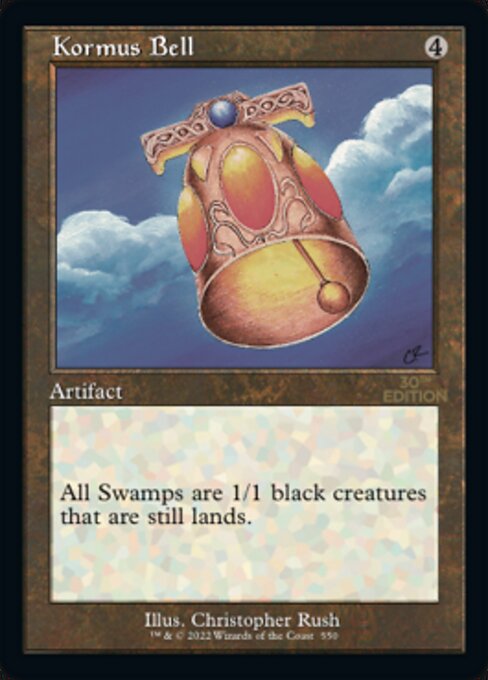 Kormus Bell 4
CR
Artifact
30TH EDITION
All Swamps are 1/1 black creatures
that are still lands.
Illus. Christopher Rush
™ & © 2022 Wizards of the Coast 550